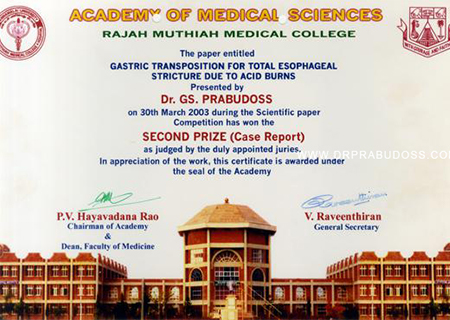 ACADEMY OF MEDICAL SCIENCES
RAJAH MUTHIAH MEDICAL COLLEGE
The paper entitled
GASTRIC TRANSPOSITION FOR TOTAL ESOPHAGEAL
STRICTURE DUE TO ACID BURNS
Presented by
Dr. GS. PRABUDOSS
on 30th March 2003 during the Scientific paper
Competition has won the
SECOND PRIZE (Case Report)
WWW.DRPRABUDOSS.COM
as judged by the duly appointed juries.
In appreciation of the work, this certificate is awarded under
the seal of the Academy
P.V. Hayavadana Rao
Chairman of Academy
&
Dean, Faculty of Medicine
V. Raveenthiran
General Secretary